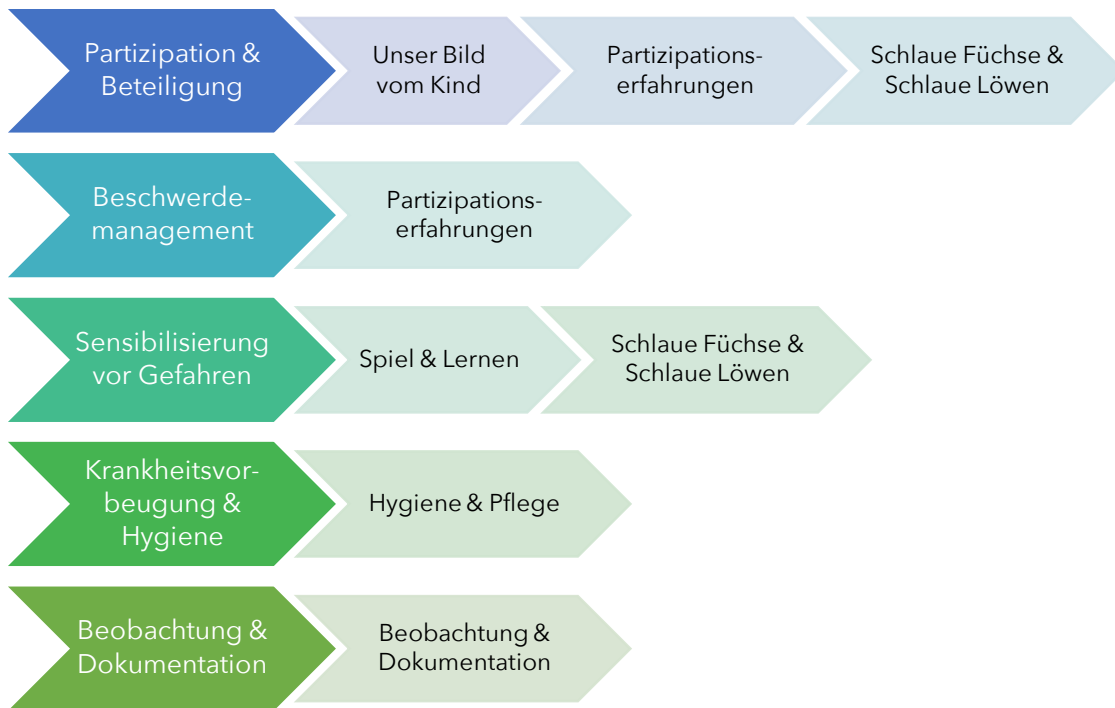 Partizipation &
Beteiligung
Unser Bild
vom Kind
Partizipations-
erfahrungen
Schlaue Füchse &
Schlaue Löwen
Beschwerde-
management
Partizipations-
erfahrungen
Sensibilisierung
vor Gefahren
Spiel & Lernen
Schlaue Füchse &
Schlaue Löwen
Krankheitsvor-
beugung &
Hygiene
Hygiene & Pflege
Beobachtung &
Dokumentation
Beobachtung &
Dokumentation